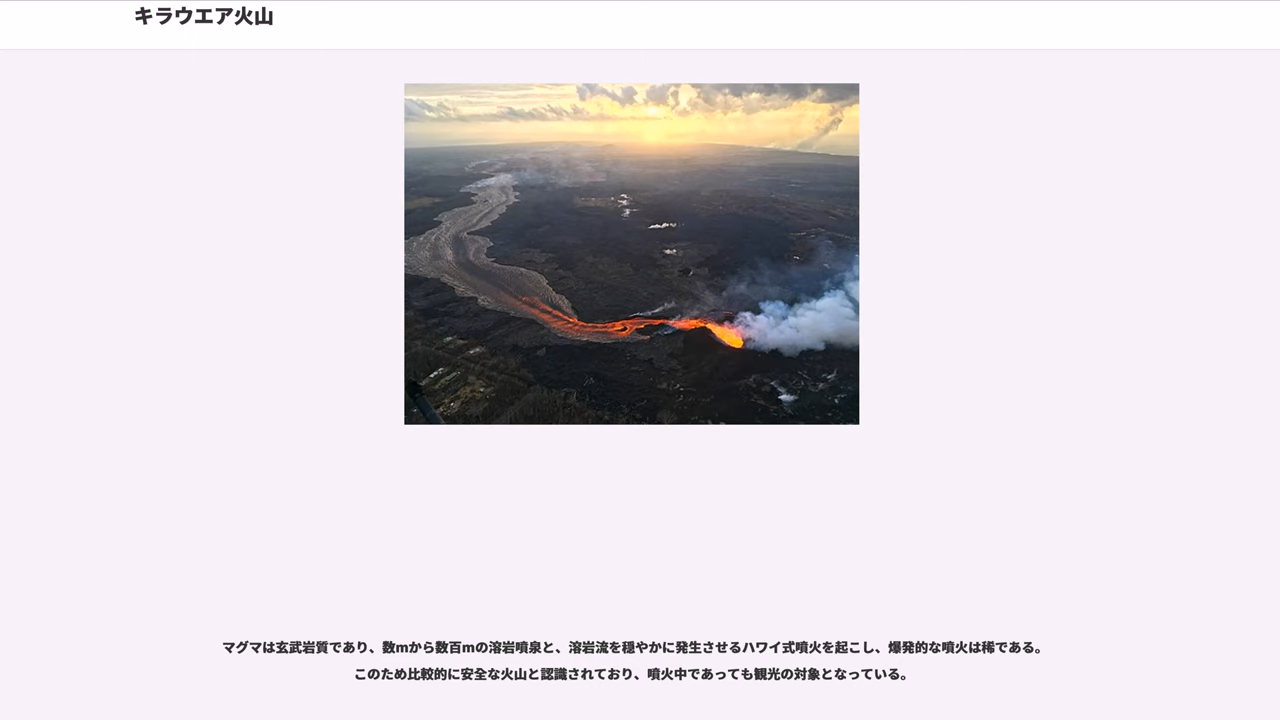 キラウエア火山
マグマは玄武岩質であり、数mから数百mの溶岩噴泉と、溶岩流を穏やかに発生させるハワイ式噴火を起こし、爆発的な噴火は稀である。
このため比較的に安全な火山と認識されており、噴火中であっても観光の対象となっている。